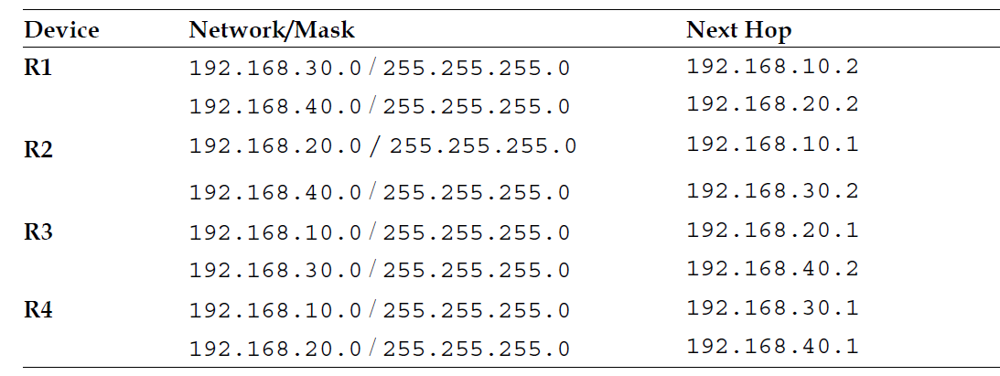 Device Network/Mask Next Hop
R1 192.168.30.0/255.255.255.0 192.168.10.2
192.168.40.0/255.255.255.0 192.168.20.2
R2 192.168.20.0/ 255.255.255.0 192.168.10.1
192.168.40.0/255.255.255.0 192.168.30.2
R3 192.168.10.0/255.255.255.0 192.168.20.1
192.168.30.0/255.255.255.0 192.168.40.2
R4 192.168.10.0/255.255.255.0 192.168.30.1
192.168.20.0/255.255.255.0 192.168.40.1